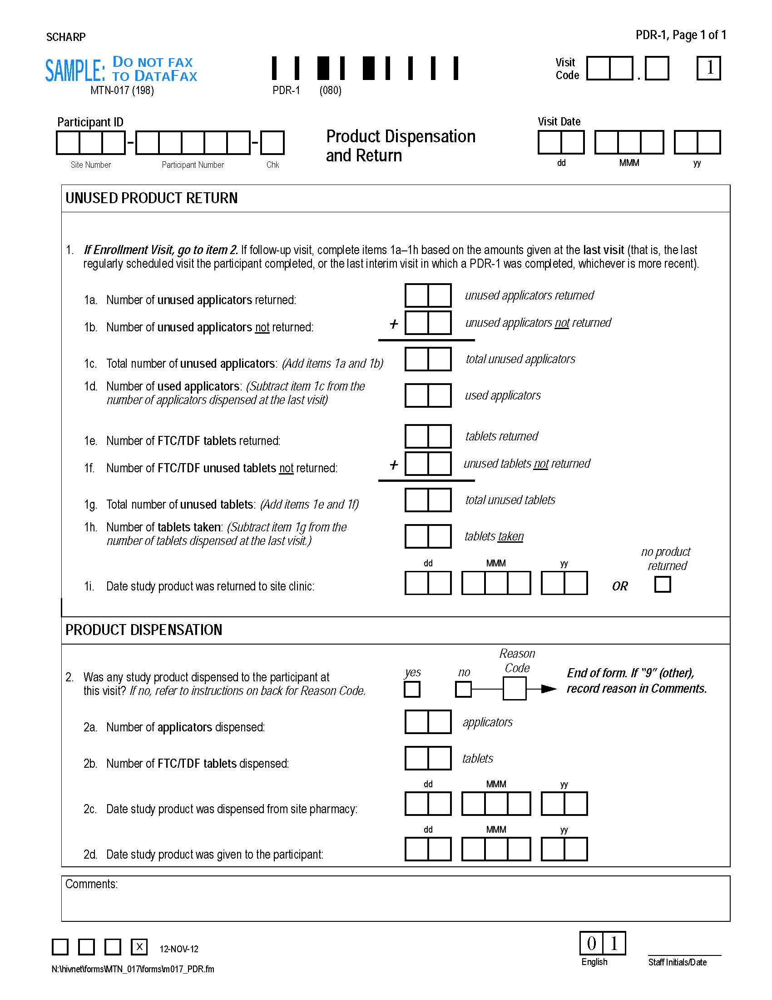 SCHARP
PDR-1, Page 1 of 1
SAMPLE: DO NOT FAX
TO DATAFAX
MTN-017 (198)
PDR-1 (080)
Visit
Code
. 1
Participant ID
Site Number Participant Number Chk
Product Dispensation
and Return
Visit Date
dd MMM yy
UNUSED PRODUCT RETURN
1. If Enrollment Visit, go to item 2. If follow-up visit, complete items 1a–1h based on the amounts given at the last visit (that is, the last
regularly scheduled visit the participant completed, or the last interim visit in which a PDR-1 was completed, whichever is more recent).
1a. Number of unused applicators returned: unused applicators returned
1b. Number of unused applicators not returned: + unused applicators not returned
1c. Total number of unused applicators: (Add items 1a and 1b) total unused applicators
1d. Number of used applicators: (Subtract item 1c from the
number of applicators dispensed at the last visit) used applicators
1e. Number of FTC/TDF tablets returned: tablets returned
1f. Number of FTC/TDF unused tablets not returned: + unused tablets not returned
1g. Total number of unused tablets: (Add items 1e and 1f) total unused tablets
1h. Number of tablets taken: (Subtract item 1g from the
number of tablets dispensed at the last visit.) tablets taken
no product
returned
dd MMM yy
1i. Date study product was returned to site clinic: OR
PRODUCT DISPENSATION
2. Was any study product dispensed to the participant at
this visit? If no, refer to instructions on back for Reason Code.
yes no Reason
Code
End of form. If "9" (other),
record reason in Comments.
2a. Number of applicators dispensed: applicators
2b. Number of FTC/TDF tablets dispensed: tablets
dd MMM yy
2c. Date study product was dispensed from site pharmacy:
dd MMM yy
2d. Date study product was given to the participant:
Comments:
X 12-NOV-12
N:\hivnet\forms\MTN_017\forms\m017_PDR.fm
0 1
English
Staff Initials/Date